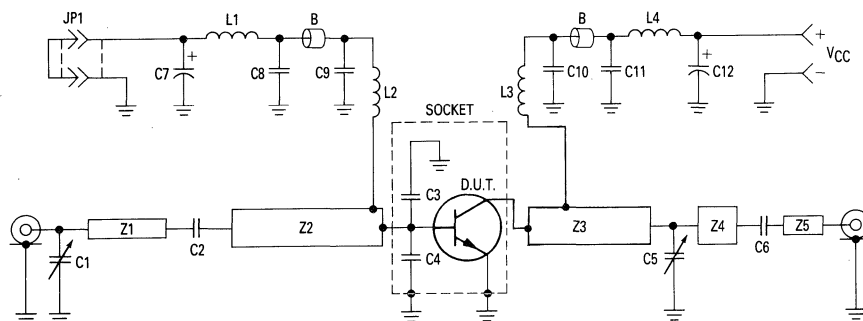 JP1
L1
B
B
L4
+
C7
C8
C9
L2
L3
C10
C11
+
C12
+
VCC
–
SOCKET
D.U.T.
C3
C4
C1
Z1
C2
Z2
Z3
C5
Z4
C6
Z5